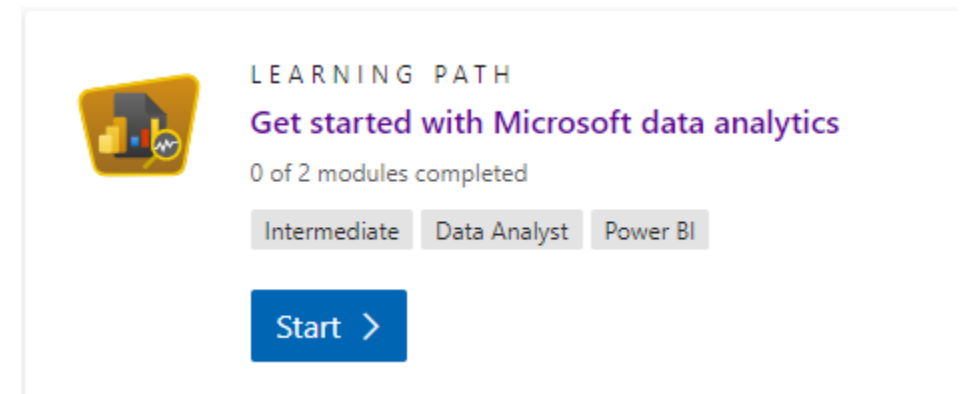 LEARNING PATH
Get started with Microsoft data analytics
0 of 2 modules completed
Intermediate Data Analyst Power BI
Start